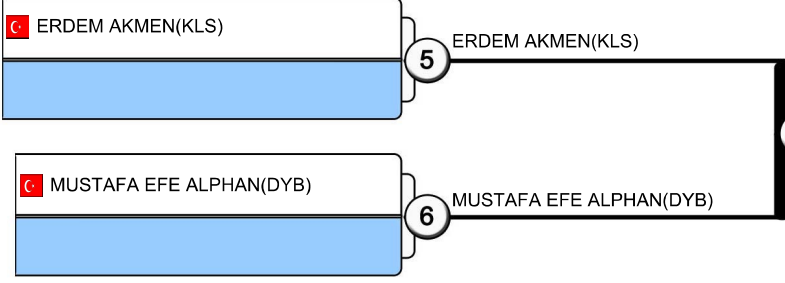 ERDEM AKMEN(KLS)
5
ERDEM AKMEN(KLS)
MUSTAFA EFE ALPHAN(DYB)
6
MUSTAFA EFE ALPHAN(DYB)